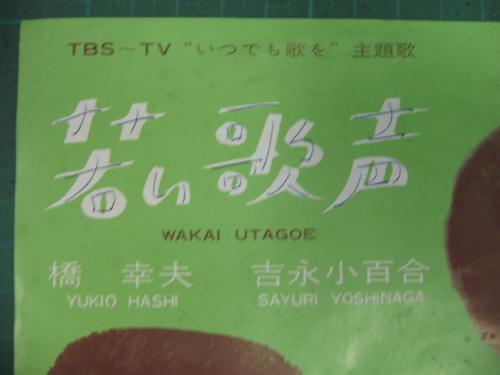 TBS～TV “いつでも歌を” 主題歌
若い歌声
WAKAI UTAGOE
橋 幸夫 吉永小百合
YUKIO HASHI SAYURI YOSHINAGA